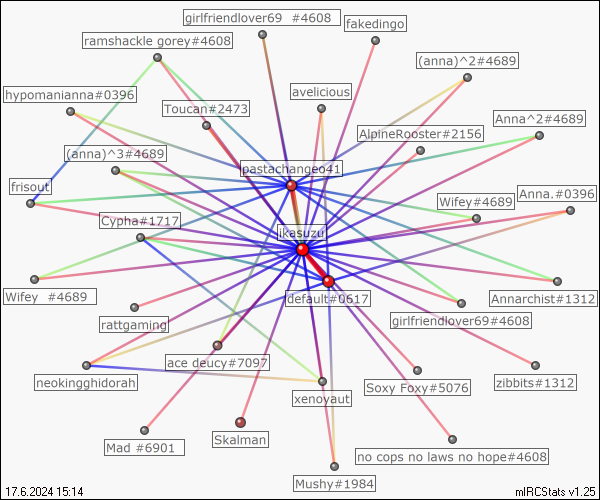 girlfriendlover69 #4608
fakedingo
ramshackle gorey#4608
(anna)^2#4689
hypomanianna#0396
avelicious
Toucan#2473
Anna^2#4689
AlpineRooster#2156
(anna)^3#4689
pastachangeo41
frisout
Wifey#4689
Anna.#0396
Cypha#1717
ikasuzu
Wifey #4689
default#0617
Annarchist#1312
rattgaming
girlfriendlover69#4608
ace deucy#7097
neokingghidorah
Soxy Foxy#5076
zibbits#1312
xenoyaut
Mad #6901
Skalman
no cops no laws no hope#4608
Mushy#1984
17.6.2024 15:14
mIRCStats v1.25